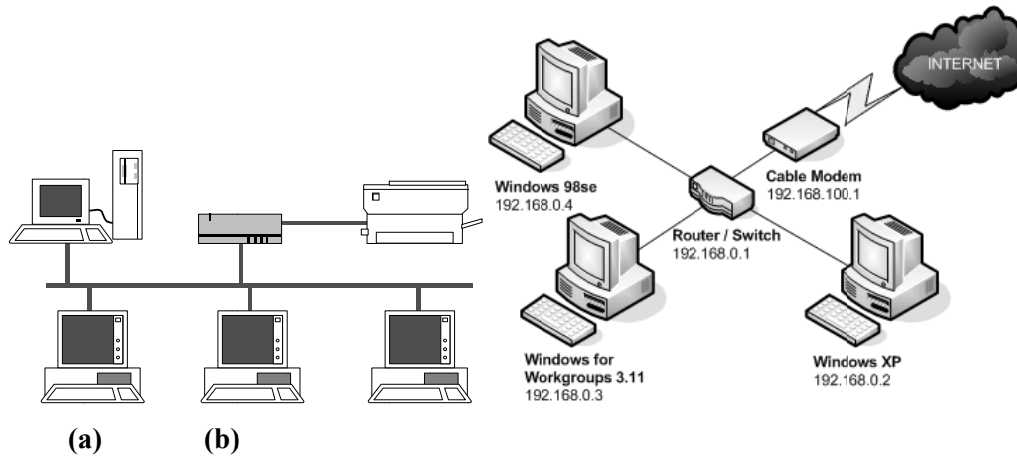 INTERNET
Cable Modem
192.168.100.1
Windows 98se
192.168.0.4
Router / Switch
192.168.0.1
Windows for
Workgroups 3.11
192.168.0.3
Windows XP
192.168.0.2
(a)
(b)